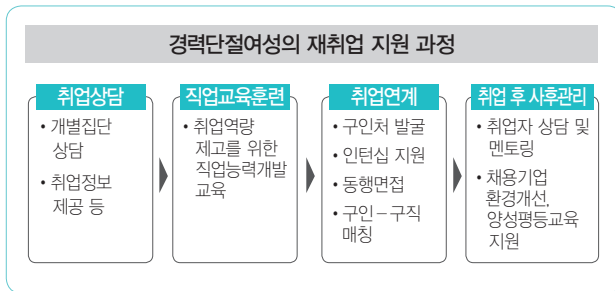 경력단절여성의 재취업 지원 과정
취업상담
• 개별집단
상담
• 취업정보
제공 등
직업교육훈련
• 취업역량
제고를 위한
직업능력개발
교육
취업연계
• 구인처 발굴
• 인턴십 지원
• 동행면접
• 구인-구직
매칭
취업 후 사후관리
• 취업자 상담 및
멘토링
• 채용기업
환경개선,
양성평등교육
지원